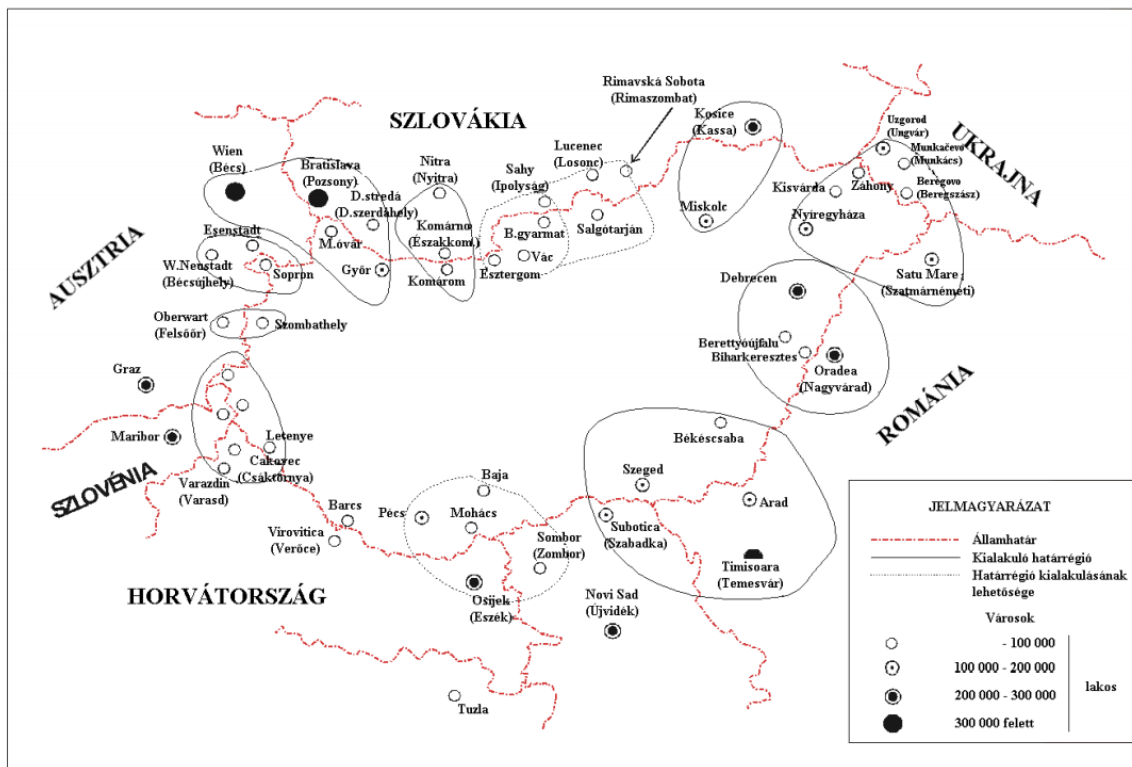 Rimavská Sobota
(Rimaszombat)
SZLOVÁKIA
Kosice
(Kassa)
Uzgorod
(Ungvár)
UKRAJNA
Munkačevo
(Munkács)
Wien
(Bécs)
Bratislava
(Pozsony)
Nitra
(Nyitra)
Lucenec
(Losonc)
Sahy
(Ipolyság)
D.stredá
(D.szerdahely)
Kisvárda
Záhony
Beregovo
(Beregszász)
Miskolc
Nyíregyháza
AUSZTRIA
Esenstadt
M.óvár
Komárno
(Északkom.)
B.gyarmat
Salgótarján
W.Neustadt
(Bécsújhely)
Sopron
Győr
Komárom
Esztergom
Vác
Satu Mare
(Szatmárnémeti)
Debrecen
Oberwart
(Felsőőr)
Szombathely
Berettyóújfalu
Biharkeresztes
Oradea
(Nagyvárad)
Graz
ROMÁNIA
Maribor
Letenye
Cakovec
(Csáktornya)
SZLOVÉNIA
Varazdin
(Varasd)
Békéscsaba
Szeged
Arad
Baja
Barcs
Pécs
Mohács
Subotica
(Szabadka)
Virovitica
(Verőce)
Sombor
(Zombor)
Timisoara
(Temesvár)
HORVÁTORSZÁG
Osijek
(Eszék)
Novi Sad
(Újvidék)
Tuzla
JELMAGYARÁZAT
Államhatár
Kialakuló határrégió
Határrégió kialakulásának
lehetősége
Városok
- 100 000
100 000 - 200 000
200 000 - 300 000
300 000 felett
lakos